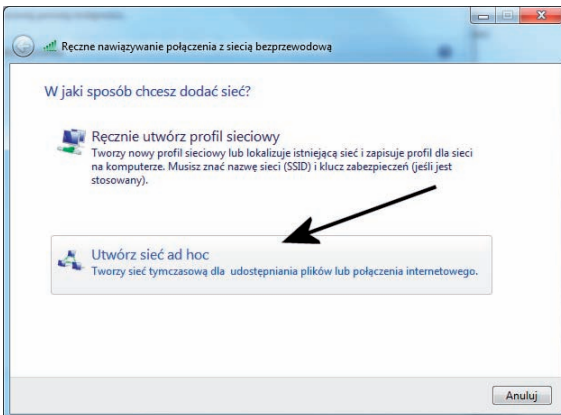 Ręczne nawiązywanie połączenia z siecią bezprzewodową
W jaki sposób chcesz dodać sieć?
Ręcznie utwórz profil sieciowy
Tworzy nowy profil sieciowy lub lokalizuje istniejącą sieć i zapisuje profil dla sieci
na komputerze. Musisz znać nazwę sieci (SSID) i klucz zabezpieczeń (jeśli jest
stosowany).
Utwórz sieć ad hoc
Tworzy sieć tymczasową dla udostępniania plików lub połączenia internetowego.
Anuluj